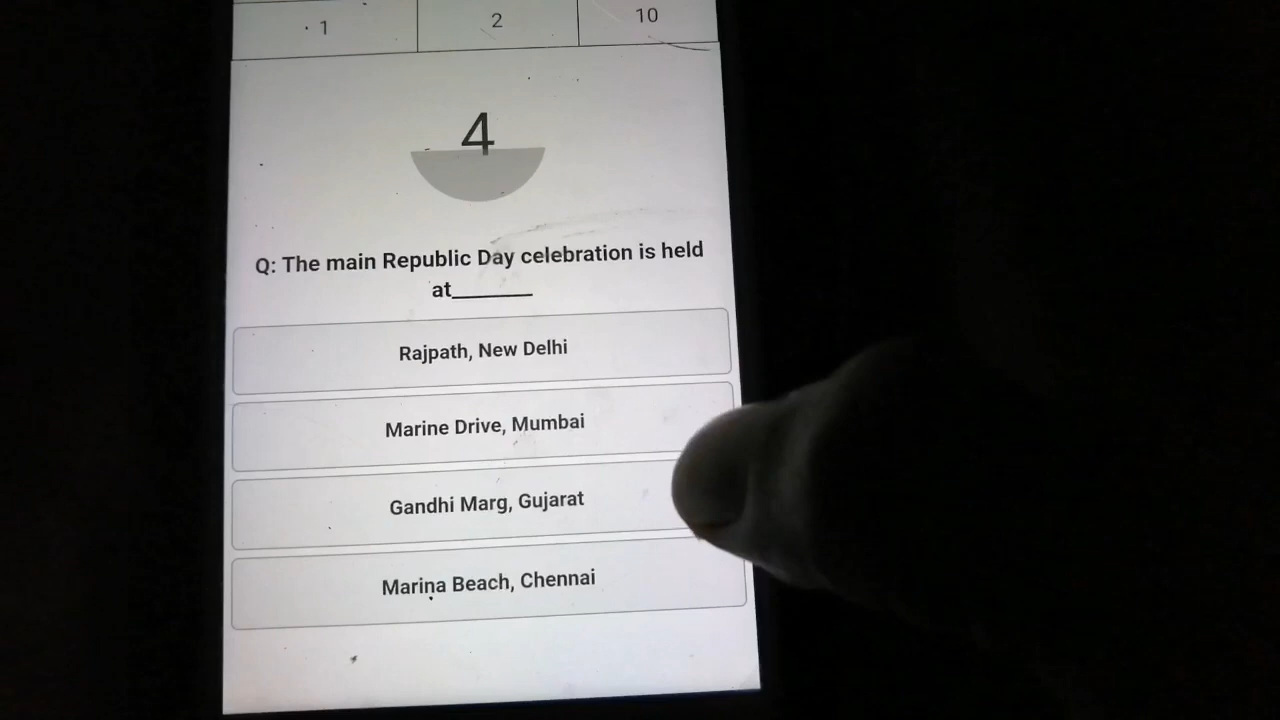 1 2 10
4
Q: The main Republic Day celebration is held
at_______
Rajpath, New Delhi
Marine Drive, Mumbai
Gandhi Marg, Gujarat
Marina Beach, Chennai